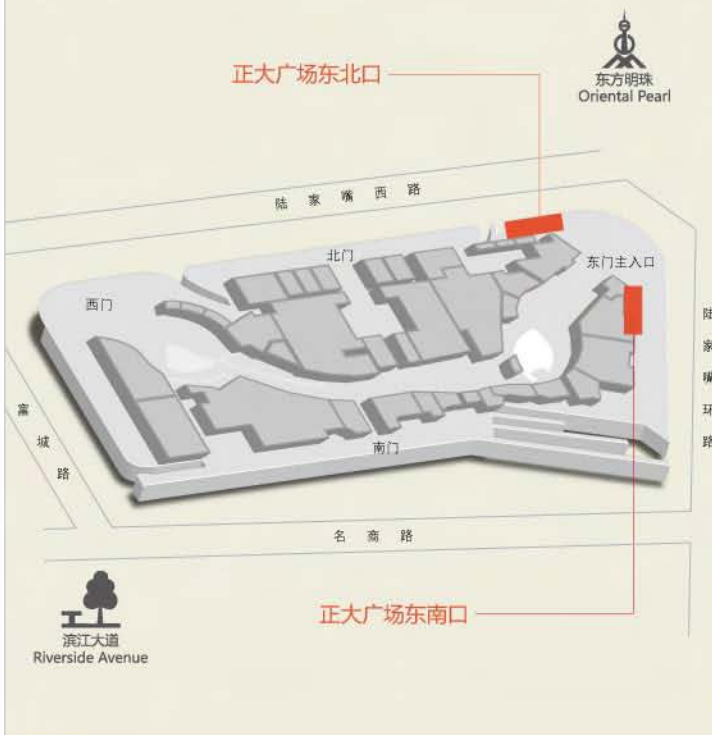 正大广场东北口
东方明珠
Oriental Pearl
陆家嘴西路
北门
东门主入口
西门
陆家嘴环路
富城路
南门
名商路
正大广场东南口
滨江大道
Riverside Avenue